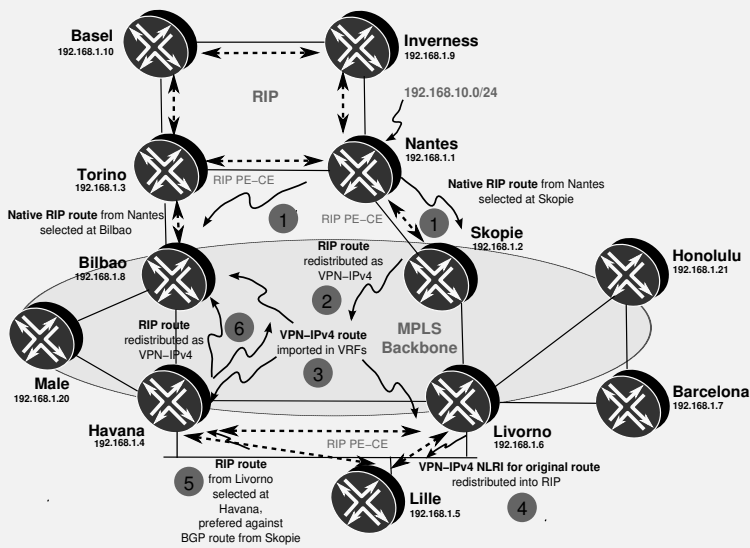 Basel
192.168.1.10
Inverness
192.168.1.9
RIP
192.168.10.0/24
Nantes
192.168.1.1
Torino
192.168.1.3
RIP PE-CE
Native RIP route from Nantes
selected at Skopie
Native RIP route from Nantes
selected at Bilbao
1
RIP PE-CE
1
Skopie
192.168.1.2
Bilbao
192.168.1.8
RIP route
redistributed as
VPN-IPv4
2
Honolulu
192.168.1.21
RIP route
redistributed as
VPN-IPv4
6
VPN-IPv4 route
imported in VRFs
3
MPLS
Backbone
Male
192.168.1.20
Barcelona
192.168.1.7
Havana
192.168.1.4
Livorno
192.168.1.6
RIP PE-CE
5
RIP route
from Livorno
selected at
Havana,
prefered against
BGP route from Skopie
VPN-IPv4 NLRI for original route
redistributed into RIP
4
Lille
192.168.1.5